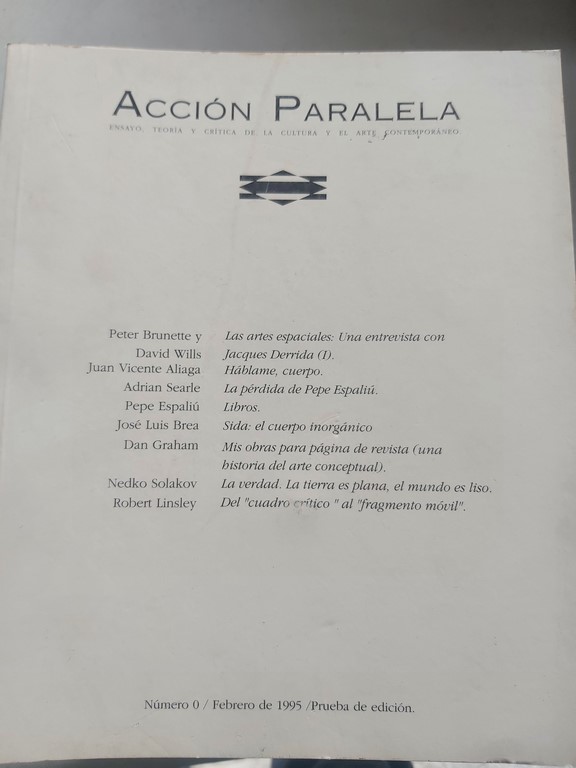 ACCIÓN PARALELA
ENSAYO, TEORÍA Y CRÍTICA DE LA CULTURA Y EL ARTE CONTEMPORÁNEO.
Peter Brunette y Las artes espaciales: Una entrevista con
David Wills Jacques Derrida (I).
Juan Vicente Aliaga Háblame, cuerpo.
Adrian Searle La pérdida de Pepe Espaliú.
Pepe Espaliú Libros.
José Luis Brea Sida: el cuerpo inorgánico
Dan Graham Mis obras para página de revista (una
historia del arte conceptual).
Nedko Solakov La verdad. La tierra es plana, el mundo es liso.
Robert Linsley Del "cuadro crítico " al "fragmento móvil".
Número 0 / Febrero de 1995 /Prueba de edición.